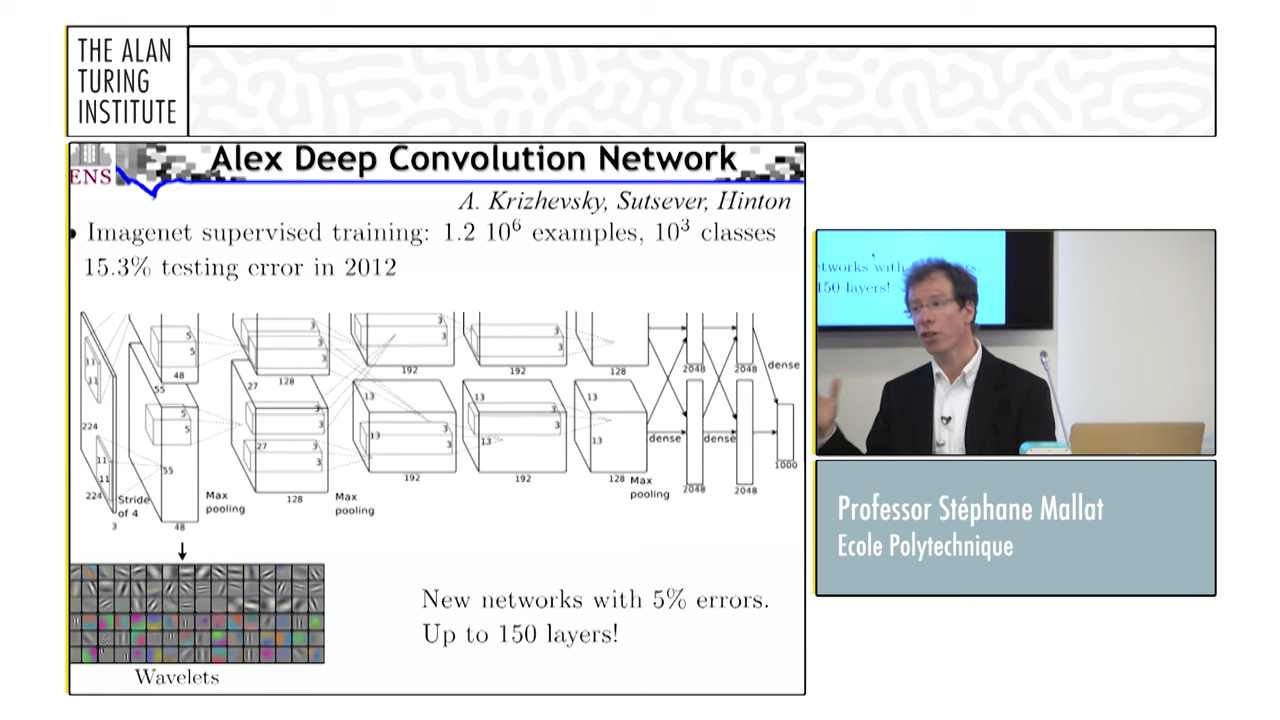 THE ALAN
TURING
INSTITUTE
ENS
Alex Deep Convolution Network
A. Krizhevsky, Sutsever, Hinton
• Imagenet supervised training: 1.2 10⁶ examples, 10³ classes
15.3% testing error in 2012
11
11
224
5
5
48
3
3
3
128
3
3
192
3
3
192
128
2048
2048
dense
55
27
13
13
13
5
5
3
3
3
3
3
3
13
27
3
3
13
13
dense
dense
1000
11
11
55
224
Stride
of 4
3
48
Max
pooling
128
Max
pooling
192
192
128
Max
pooling
2048
2048
Wavelets
New networks with 5% errors.
Up to 150 layers!
etworks with
150 layers!
Professor Stéphane Mallat
Ecole Polytechnique